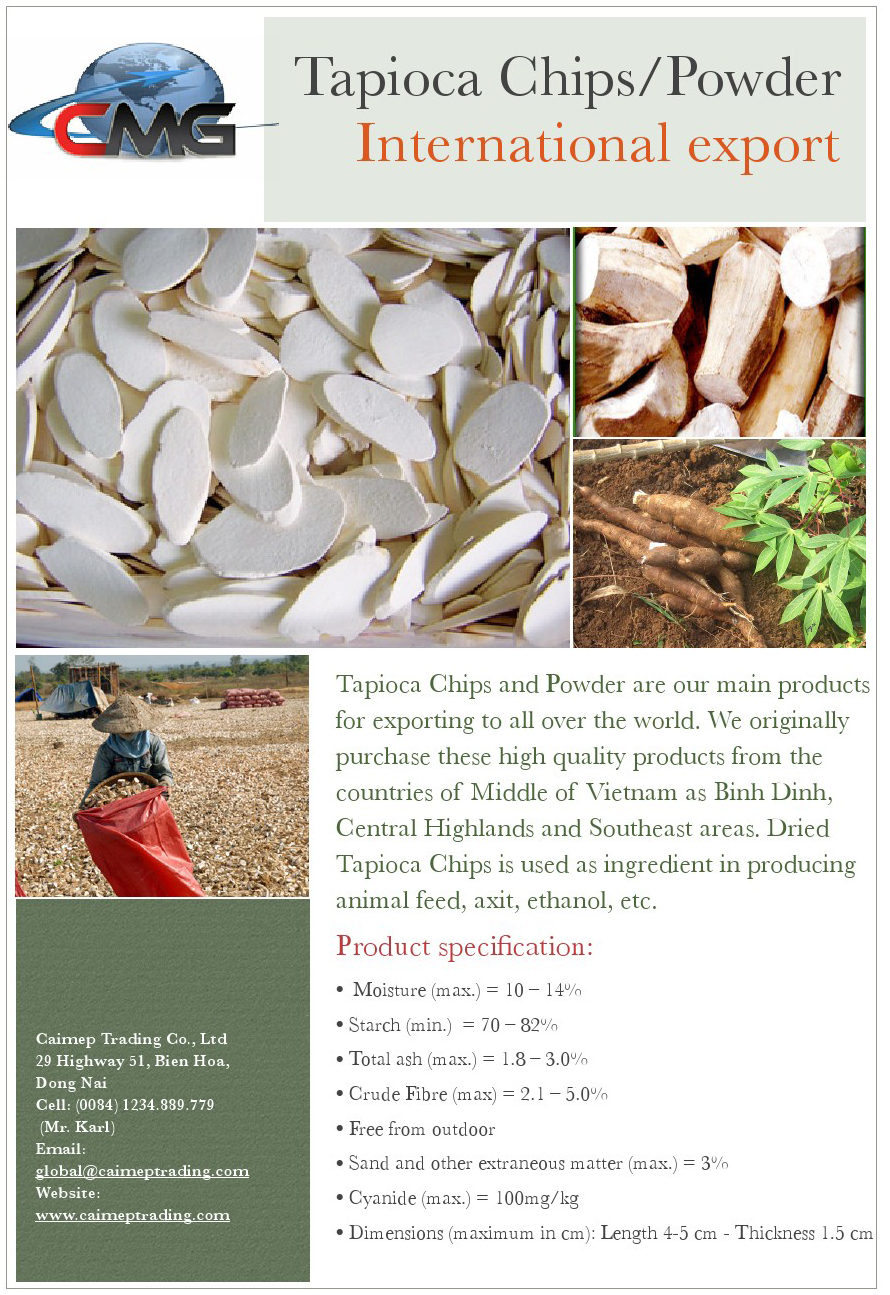 CMG
Tapioca Chips/Powder
International export
Tapioca Chips and Powder are our main products
for exporting to all over the world. We originally
purchase these high quality products from the
countries of Middle of Vietnam as Binh Dinh,
Central Highlands and Southeast areas. Dried
Tapioca Chips is used as ingredient in producing
animal feed, axit, ethanol, etc.
Product specification:
• Moisture (max.) = 10 – 14%
• Starch (min.) = 70 – 82%
• Total ash (max.) = 1.8 – 3.0%
• Crude Fibre (max) = 2.1 – 5.0%
• Free from outdoor
• Sand and other extraneous matter (max.) = 3%
• Cyanide (max.) = 100mg/kg
• Dimensions (maximum in cm): Length 4-5 cm - Thickness 1.5 cm
Caimep Trading Co., Ltd
29 Highway 51, Bien Hoa,
Dong Nai
Cell: (0084) 1234.889.779
(Mr. Karl)
Email:
global@caimeptrading.com
Website:
www.caimeptrading.com